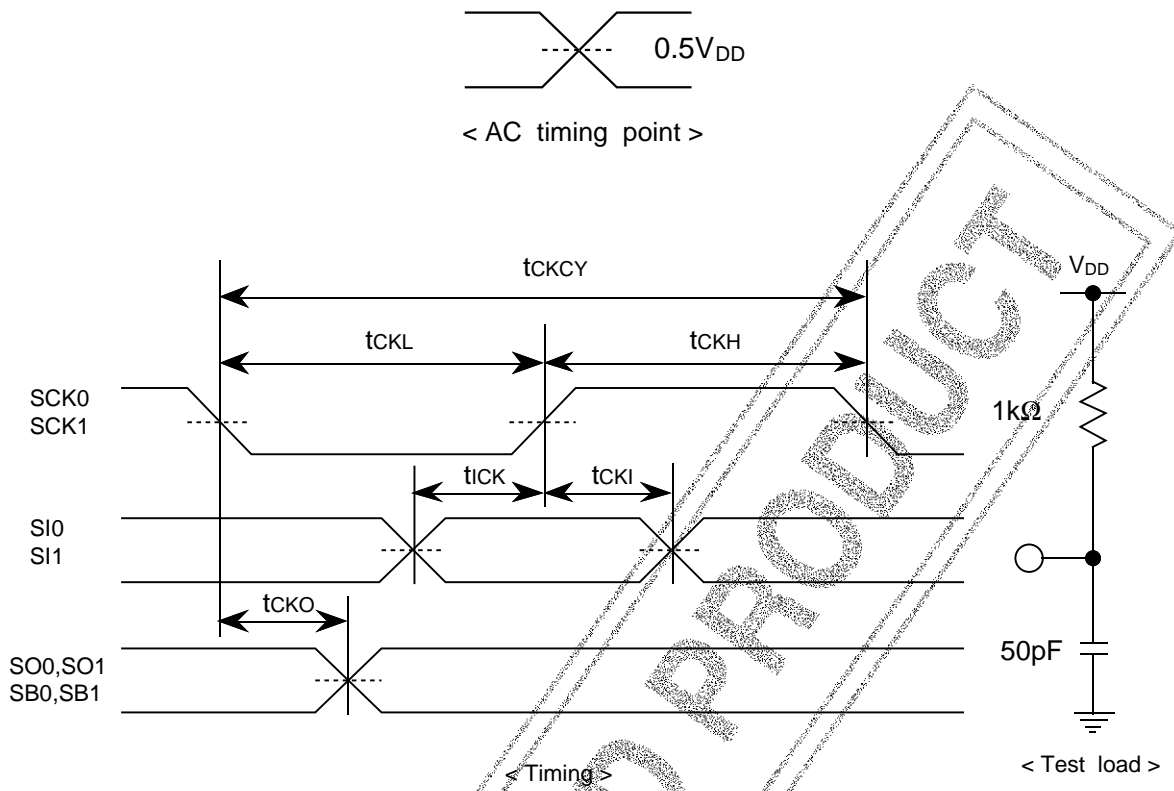 0.5VDD
< AC timing point >
tCKCY
VDD
tCKL
tCKH
SCK0
SCK1
1kΩ
tICK
tCKI
SI0
SI1
tCKO
SO0,SO1
SB0,SB1
50pF
< Timing >
< Test load >
PRODUCT